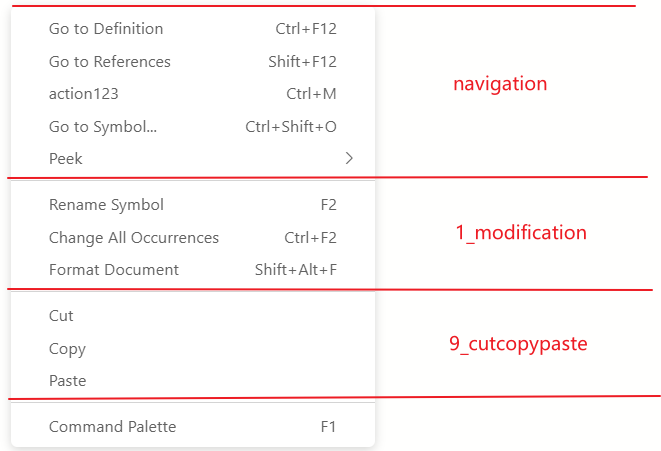 Go to Definition Ctrl+F12
Go to References Shift+F12
action123 Ctrl+M
navigation
Go to Symbol... Ctrl+Shift+O
Peek
Rename Symbol F2
Change All Occurrences Ctrl+F2
1_modification
Format Document Shift+Alt+F
Cut
Copy
9_cutcopypaste
Paste
Command Palette F1